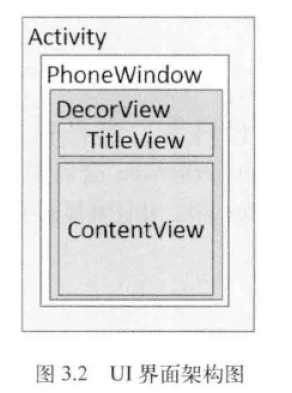 Activity
PhoneWindow
DecorView
TitleView
ContentView
图 3.2 UI 界面架构图